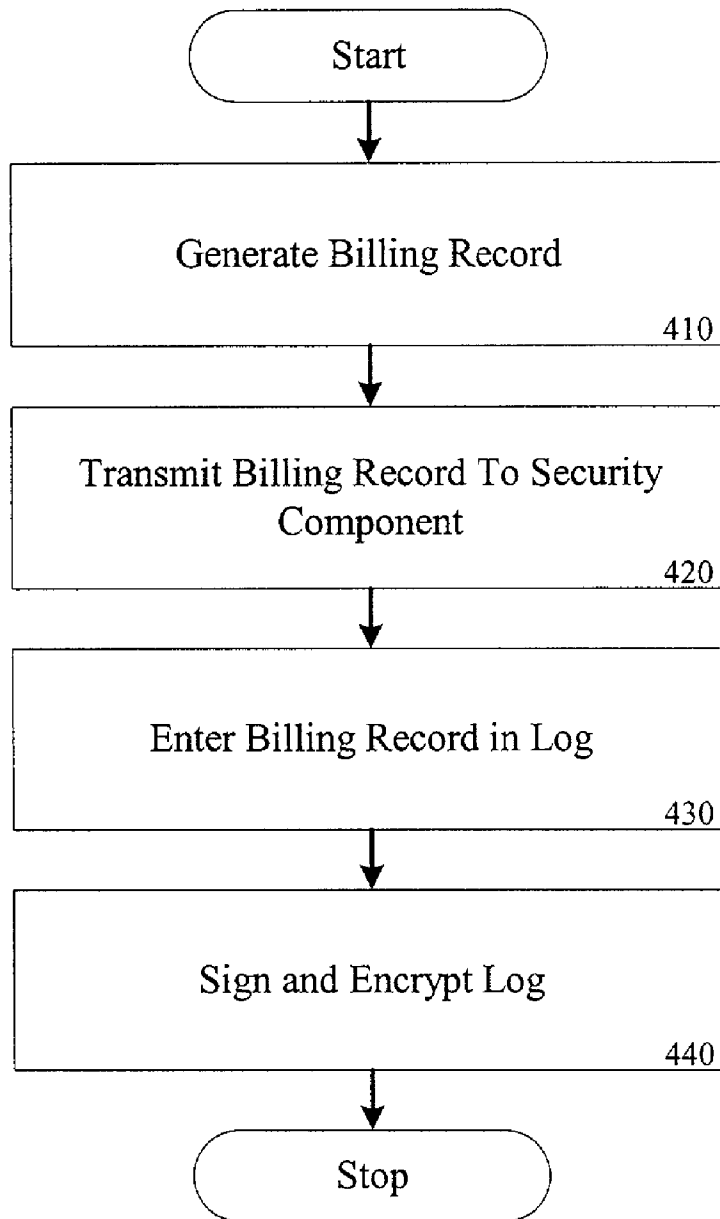 Start
Generate Billing Record
410
Transmit Billing Record To Security
Component
420
Enter Billing Record in Log
430
Sign and Encrypt Log
440
Stop